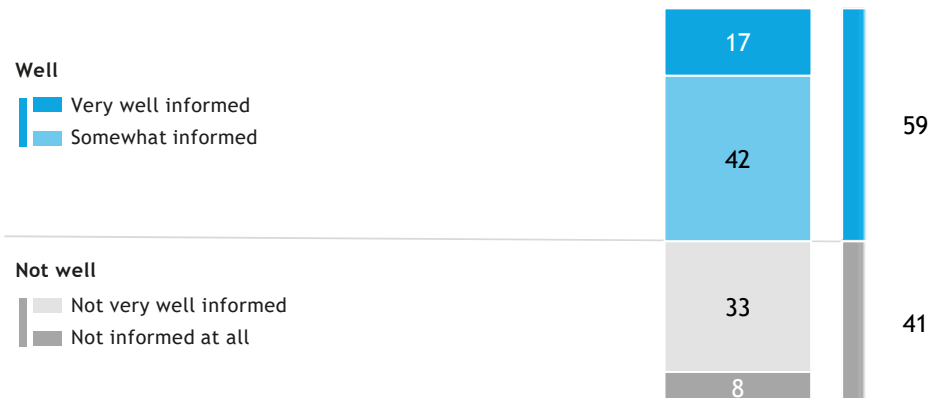 17
Well
Very well informed
Somewhat informed
59
42
Not well
Not very well informed
33
41
Not informed at all
8